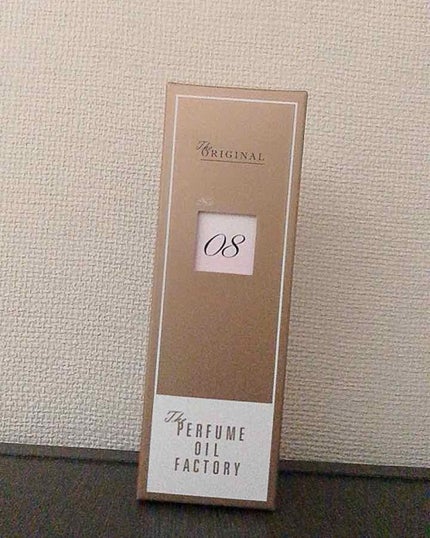 The
ORIGINAL
08
The
PERFUME
OIL
FACTORY